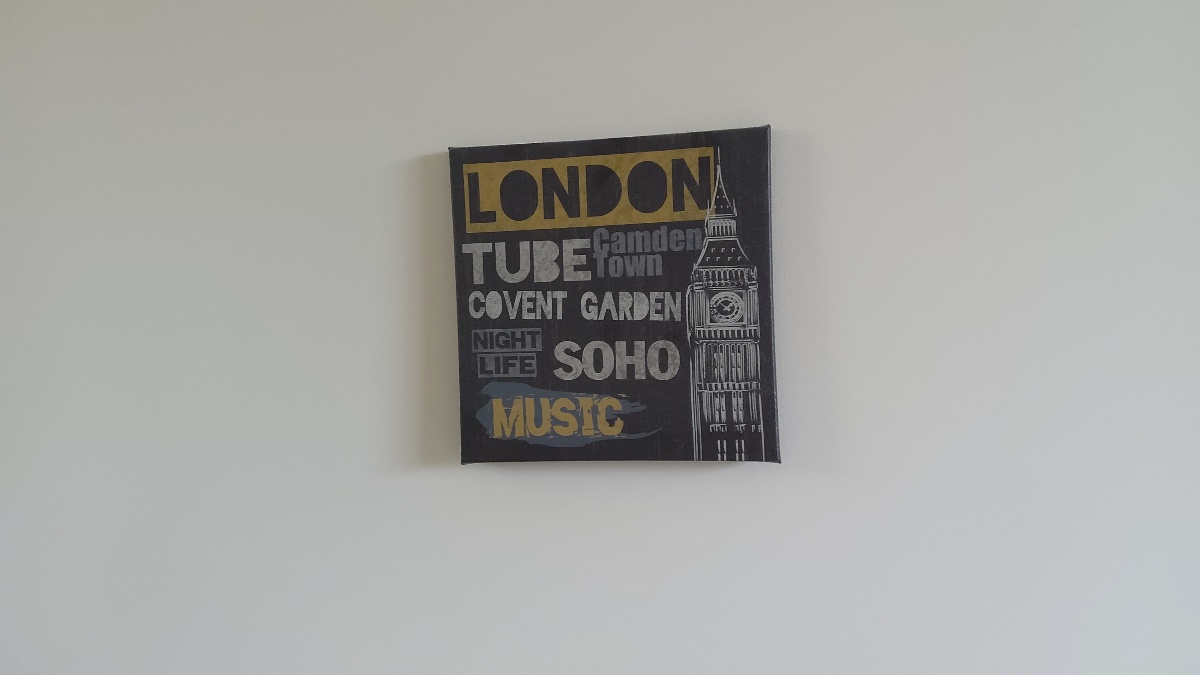 LONDON
TUBE
Camden
Town
COVENT GARDEN
NIGHT
LIFE
SOHO
MUSIC